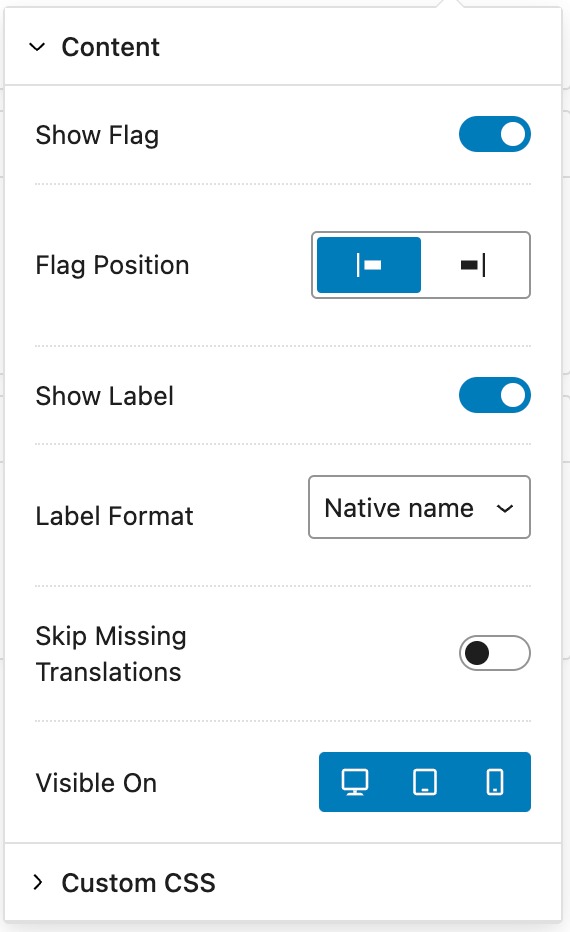 Content
Show Flag
Flag Position
Show Label
Label Format
Native name
Skip Missing
Translations
Visible On
Custom CSS